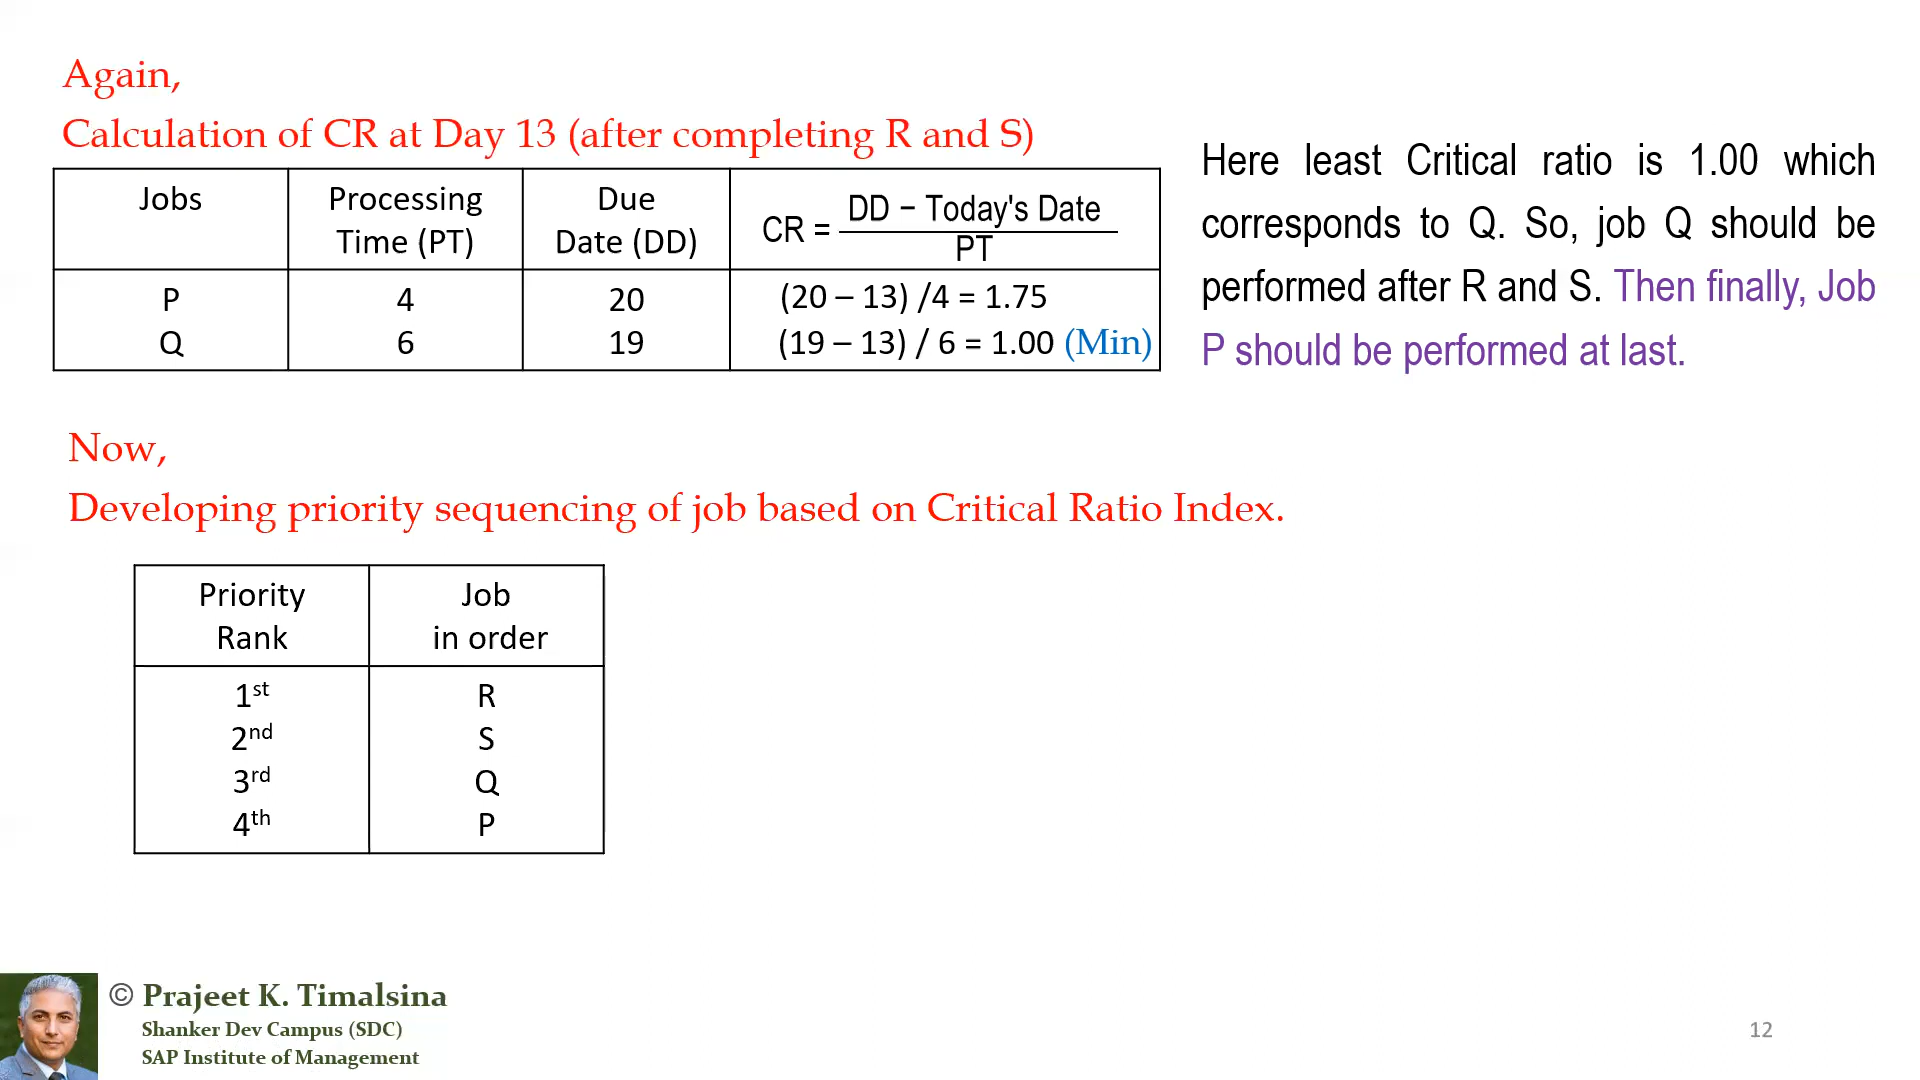 Again,
Calculation of CR at Day 13 (after completing R and S)
Jobs Processing Time (PT) Due Date (DD) CR = DD − Today's Date / PT
P 4 20 (20 – 13) /4 = 1.75
Q 6 19 (19 – 13) / 6 = 1.00 (Min)
Here least Critical ratio is 1.00 which
corresponds to Q. So, job Q should be
performed after R and S. Then finally, Job
P should be performed at last.
Now,
Developing priority sequencing of job based on Critical Ratio Index.
Priority Rank Job in order
1st R
2nd S
3rd Q
4th P
© Prajeet K. Timalsina
Shanker Dev Campus (SDC)
SAP Institute of Management
12